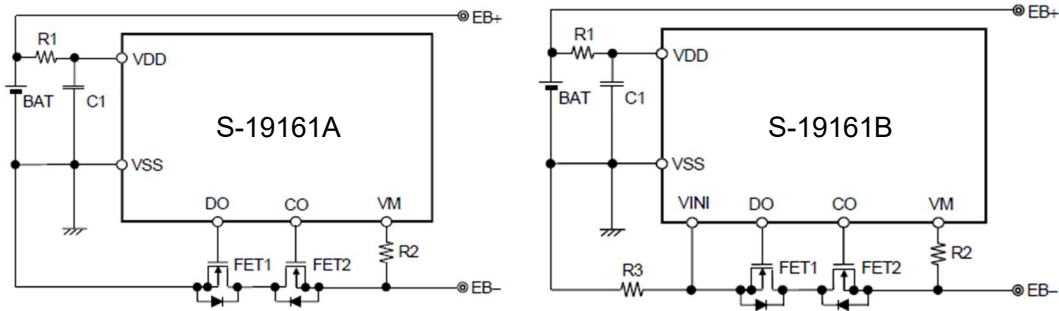 EB+
R1
VDD
BAT
C1
S-19161A
VSS
DO
CO
VM
R2
FET1
FET2
EB−
EB+
R1
VDD
BAT
C1
S-19161B
VSS
VINI
DO
CO
VM
R2
R3
FET1
FET2
EB−